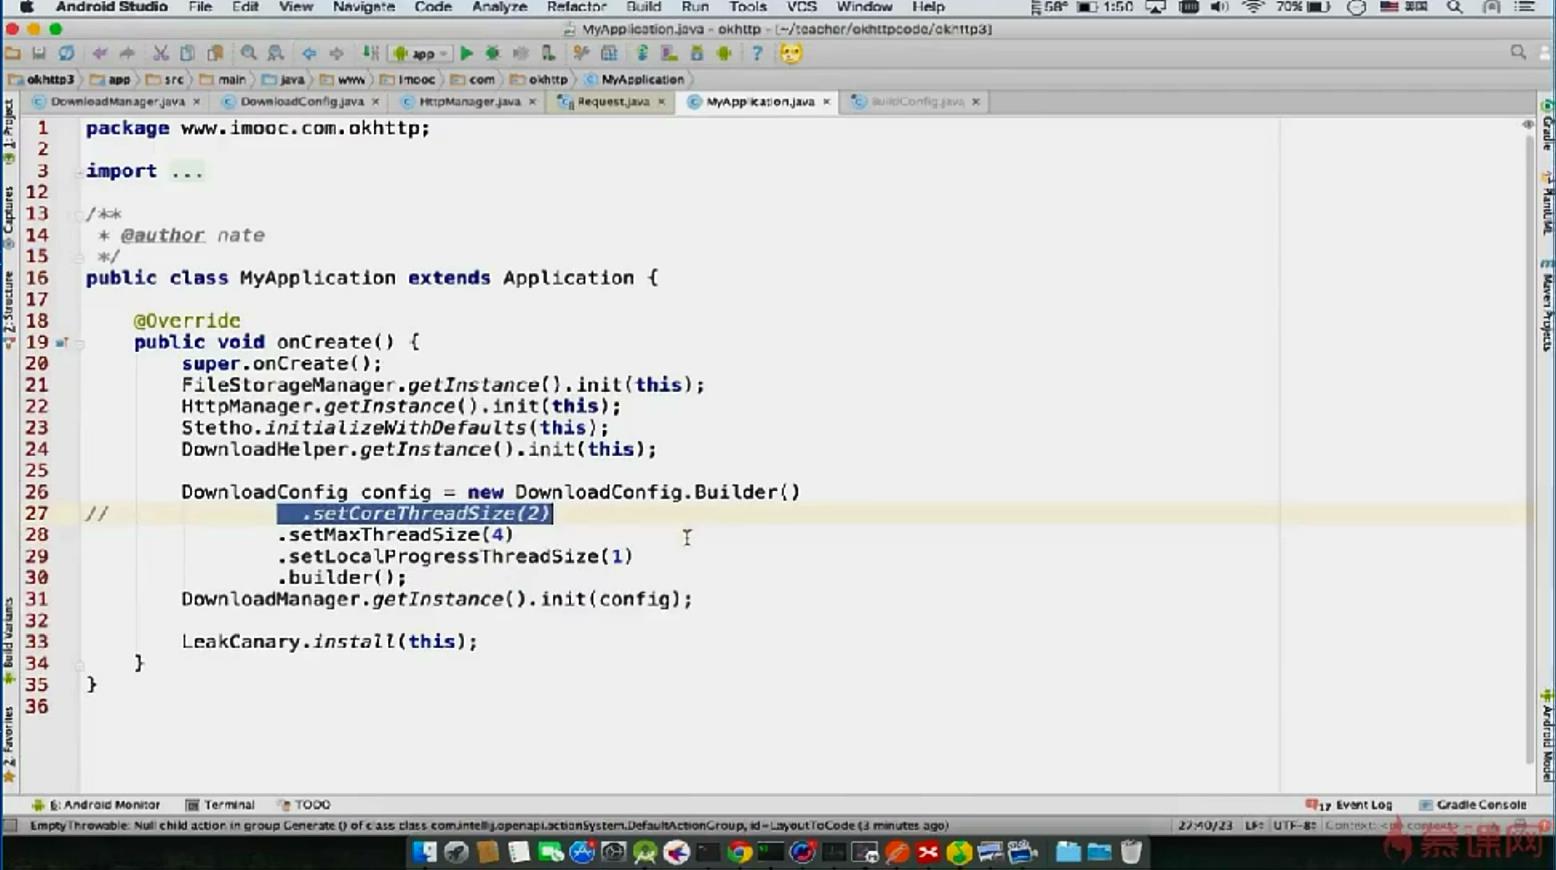 Android Studio File Edit View Navigate Code Analyze Refactor Build Run Tools VCS Window Help 58° 1:50 70%
MyApplication.java - okhttp - [~/teacher/okhttpcode/okhttp3]
app
okhttp3 app src main java www imooc com okhttp MyApplication
DownloadManager.java DownloadConfig.java HttpManager.java Request.java MyApplication.java BuildConfig.java
1 package www.imooc.com.okhttp;
2
3 import ...
12
13 /**
14 * @author nate
15 */
16 public class MyApplication extends Application {
17
18 @Override
19 public void onCreate() {
20 super.onCreate();
21 FileStorageManager.getInstance().init(this);
22 HttpManager.getInstance().init(this);
23 Stetho.initializeWithDefaults(this);
24 DownloadHelper.getInstance().init(this);
25
26 DownloadConfig config = new DownloadConfig.Builder()
27 // .setCoreThreadSize(2)
28 .setMaxThreadSize(4)
29 .setLocalProgressThreadSize(1)
30 .builder();
31 DownloadManager.getInstance().init(config);
32
33 LeakCanary.install(this);
34 }
35 }
36
1: Project
Captures
7: Structure
Build Variants
2: Favorites
Gradle
PlantUML
Maven Projects
Android Model
6: Android Monitor Terminal TODO 17 Event Log Gradle Console
EmptyThrowable: Null child action in group Generate () of class class com.intellij.openapi.actionSystem.DefaultActionGroup, id=LayoutToCode (3 minutes ago) 27:40/23 LF: UTF-8: Context: <no context>
慕课网